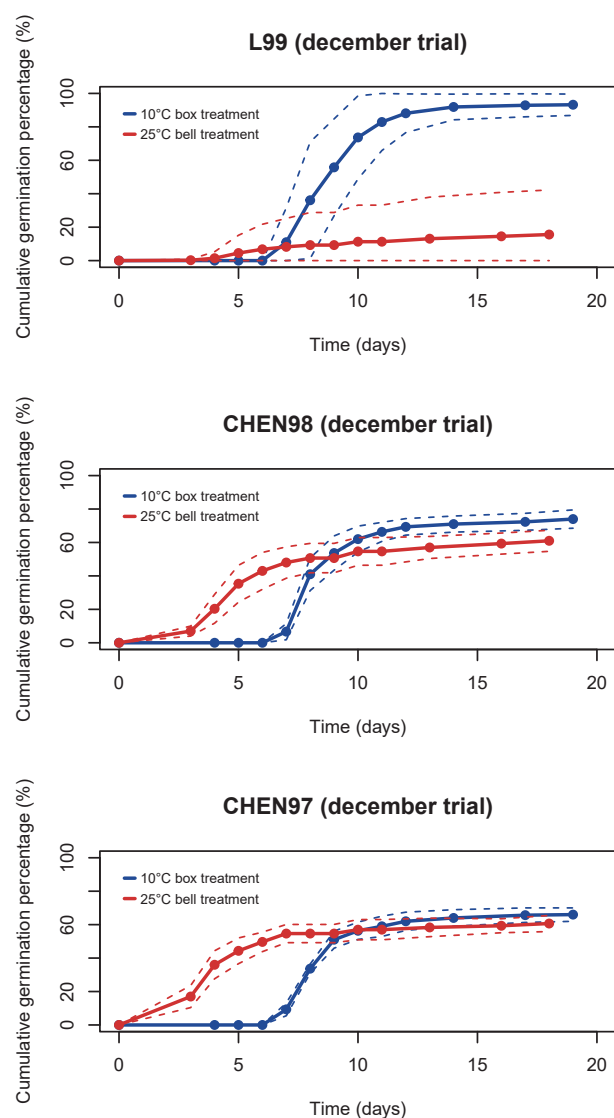 L99 (december trial)
Cumulative germination percentage (%)
100
60
20
0
10°C box treatment
25°C bell treatment
0 5 10 15 20
Time (days)
CHEN98 (december trial)
Cumulative germination percentage (%)
100
60
20
0
10°C box treatment
25°C bell treatment
0 5 10 15 20
Time (days)
CHEN97 (december trial)
Cumulative germination percentage (%)
100
60
20
0
10°C box treatment
25°C bell treatment
0 5 10 15 20
Time (days)